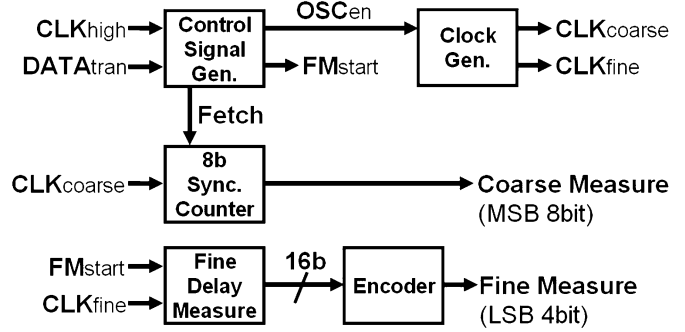 OSCen
CLKhigh
Control
Signal
Gen.
Clock
Gen.
CLKcoarse
DATAtran
FMstart
CLKfine
Fetch
8b
Sync.
Counter
CLKcoarse
Coarse Measure
(MSB 8bit)
FMstart
CLKfine
Fine
Delay
Measure
16b
Encoder
Fine Measure
(LSB 4bit)